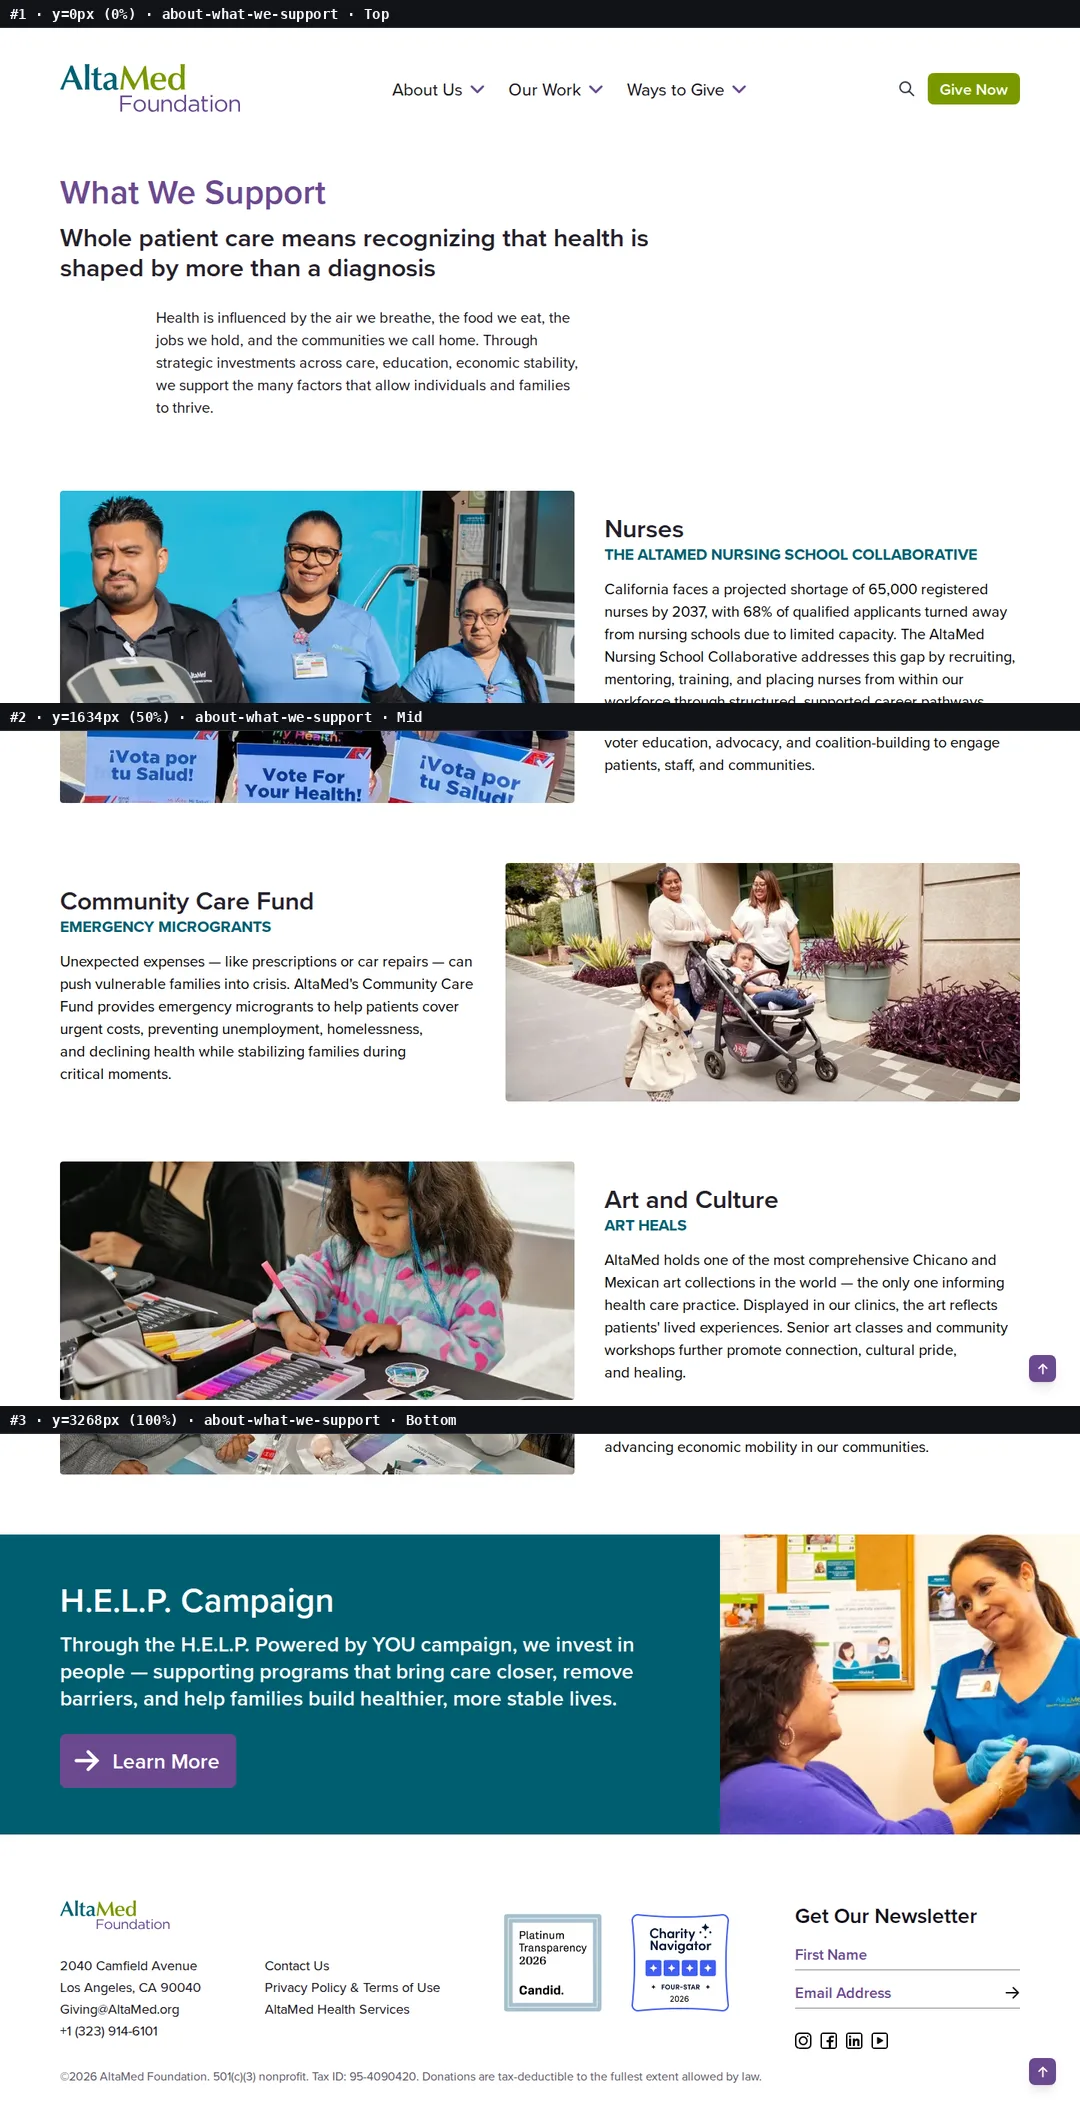 #1 · y=0px (0%) · about-what-we-support · Top
AltaMed
Foundation
About Us
Our Work
Ways to Give
Give Now
What We Support
Whole patient care means recognizing that health is
shaped by more than a diagnosis
Health is influenced by the air we breathe, the food we eat, the
jobs we hold, and the communities we call home. Through
strategic investments across care, education, economic stability,
we support the many factors that allow individuals and families
to thrive.
Nurses
THE ALTAMED NURSING SCHOOL COLLABORATIVE
California faces a projected shortage of 65,000 registered
nurses by 2037, with 68% of qualified applicants turned away
from nursing schools due to limited capacity. The AltaMed
Nursing School Collaborative addresses this gap by recruiting,
mentoring, training, and placing nurses from within our
workforce through structured, supported career pathways
#2 · y=1634px (50%) · about-what-we-support · Mid
¡Vota por
tu Salud!
My Health.
Vote For
Your Health!
¡Vota por
tu Salud!
voter education, advocacy, and coalition-building to engage
patients, staff, and communities.
Community Care Fund
EMERGENCY MICROGRANTS
Unexpected expenses — like prescriptions or car repairs — can
push vulnerable families into crisis. AltaMed's Community Care
Fund provides emergency microgrants to help patients cover
urgent costs, preventing unemployment, homelessness,
and declining health while stabilizing families during
critical moments.
Art and Culture
ART HEALS
AltaMed holds one of the most comprehensive Chicano and
Mexican art collections in the world — the only one informing
health care practice. Displayed in our clinics, the art reflects
patients' lived experiences. Senior art classes and community
workshops further promote connection, cultural pride,
and healing.
#3 · y=3268px (100%) · about-what-we-support · Bottom
advancing economic mobility in our communities.
H.E.L.P. Campaign
Through the H.E.L.P. Powered by YOU campaign, we invest in
people — supporting programs that bring care closer, remove
barriers, and help families build healthier, more stable lives.
Learn More
AltaMed
Foundation
2040 Camfield Avenue
Los Angeles, CA 90040
Giving@AltaMed.org
+1 (323) 914-6101
Contact Us
Privacy Policy & Terms of Use
AltaMed Health Services
Platinum
Transparency
2026
Candid.
Charity
Navigator
FOUR-STAR
2026
Get Our Newsletter
First Name
Email Address
©2026 AltaMed Foundation. 501(c)(3) nonprofit. Tax ID: 95-4090420. Donations are tax-deductible to the fullest extent allowed by law.